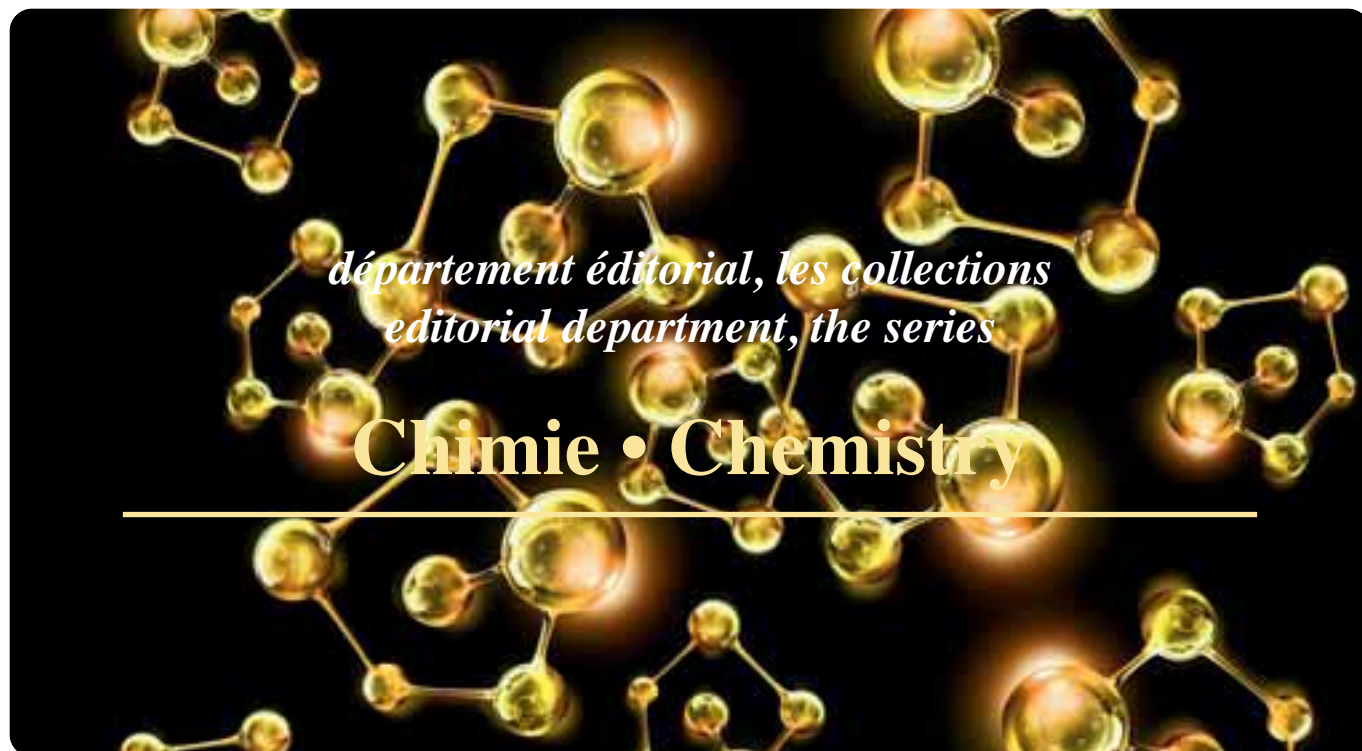 département éditorial, les collections
editorial department, the series
Chimie • Chemistry